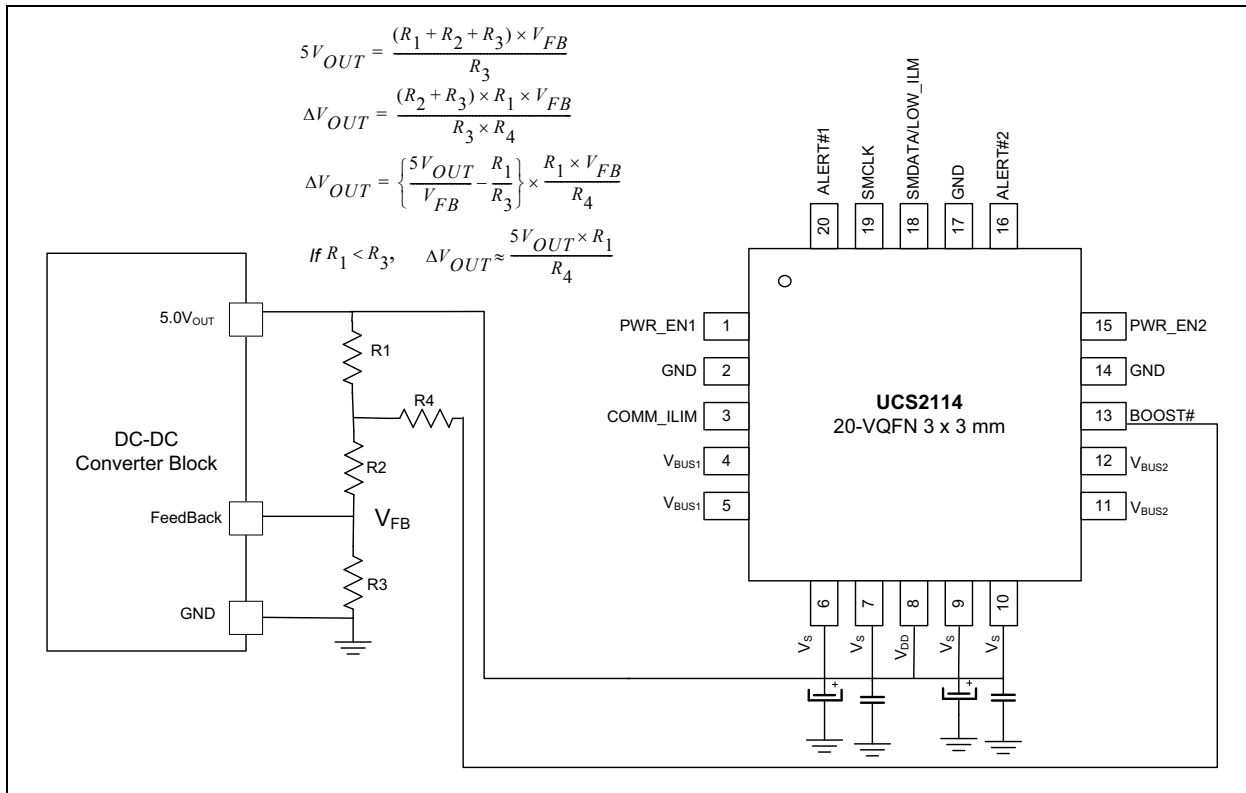 5V_OUT = (R_1 + R_2 + R_3) × V_FB / R_3
ΔV_OUT = (R_2 + R_3) × R_1 × V_FB / R_3 × R_4
ΔV_OUT = {5V_OUT / V_FB − R_1 / R_3} × R_1 × V_FB / R_4
If R_1 < R_3, ΔV_OUT ≈ 5V_OUT × R_1 / R_4
ALERT#1
SMCLK
SMDATA/LOW_ILM
GND
ALERT#2
20
19
18
17
16
5.0V_OUT
R1
R4
R2
DC-DC
Converter Block
FeedBack
V_FB
R3
GND
PWR_EN1 1
GND 2
COMM_ILIM 3
V_BUS1 4
V_BUS1 5
UCS2114
20-VQFN 3 x 3 mm
15 PWR_EN2
14 GND
13 BOOST#
12 V_BUS2
11 V_BUS2
6
7
8
9
10
V_S
V_S
V_DD
V_S
V_S
+
+